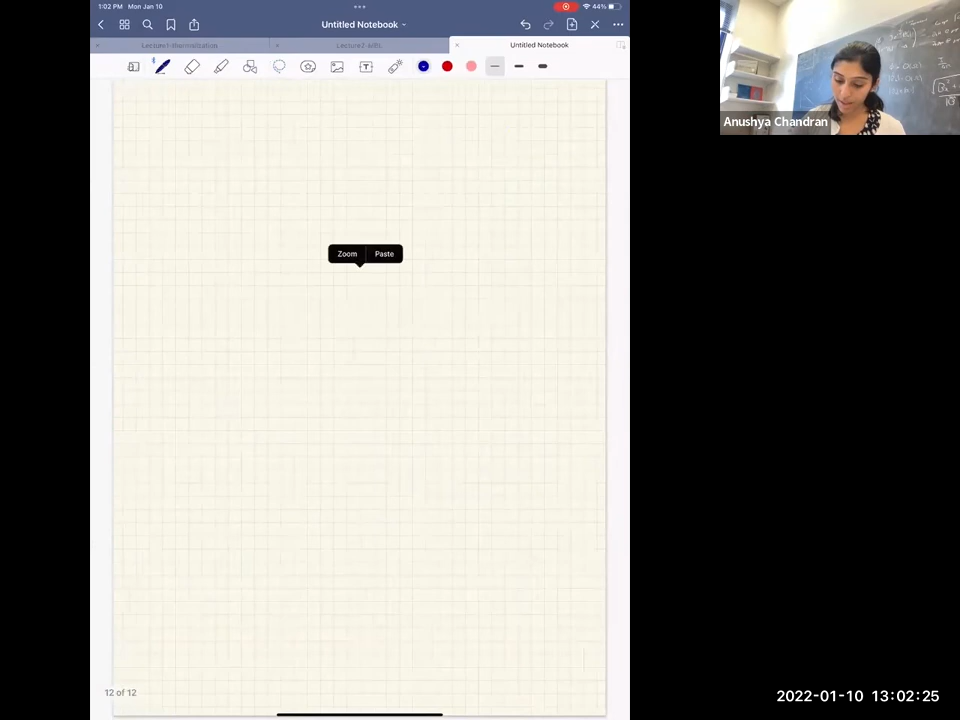 1:02 PM Mon Jan 10
44%
Untitled Notebook
Lecture1-thermalization
Lecture2-MBL
Untitled Notebook
Zoom Paste
12 of 12
Anushya Chandran
2022-01-10 13:02:25